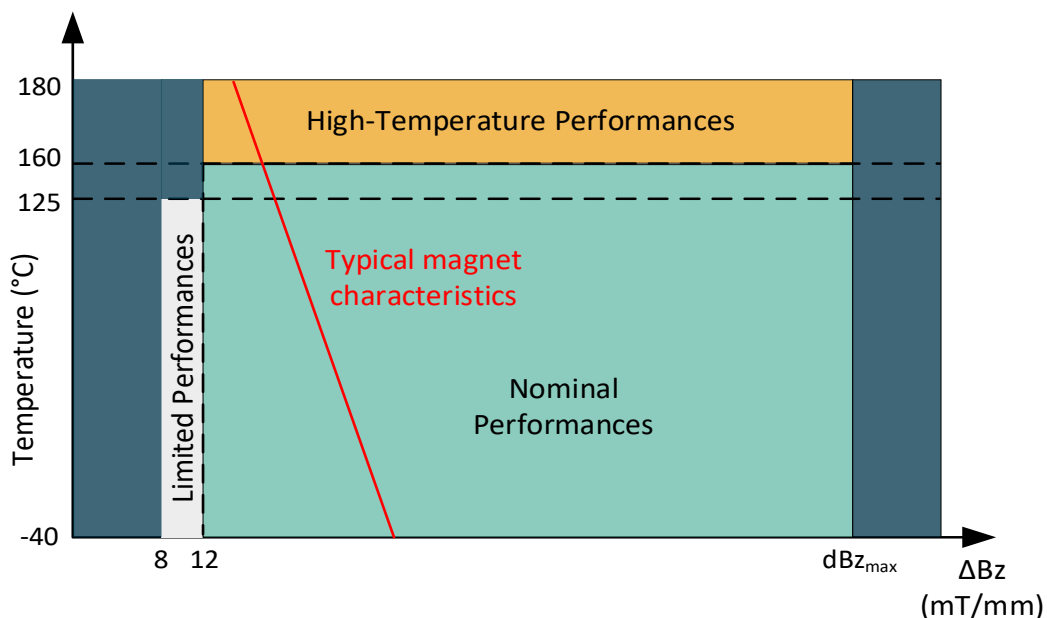 180
High-Temperature Performances
160
125
Typical magnet
characteristics
Limited Performances
Temperature (°C)
Nominal
Performances
-40
8
12
dBzmax
ΔBz
(mT/mm)